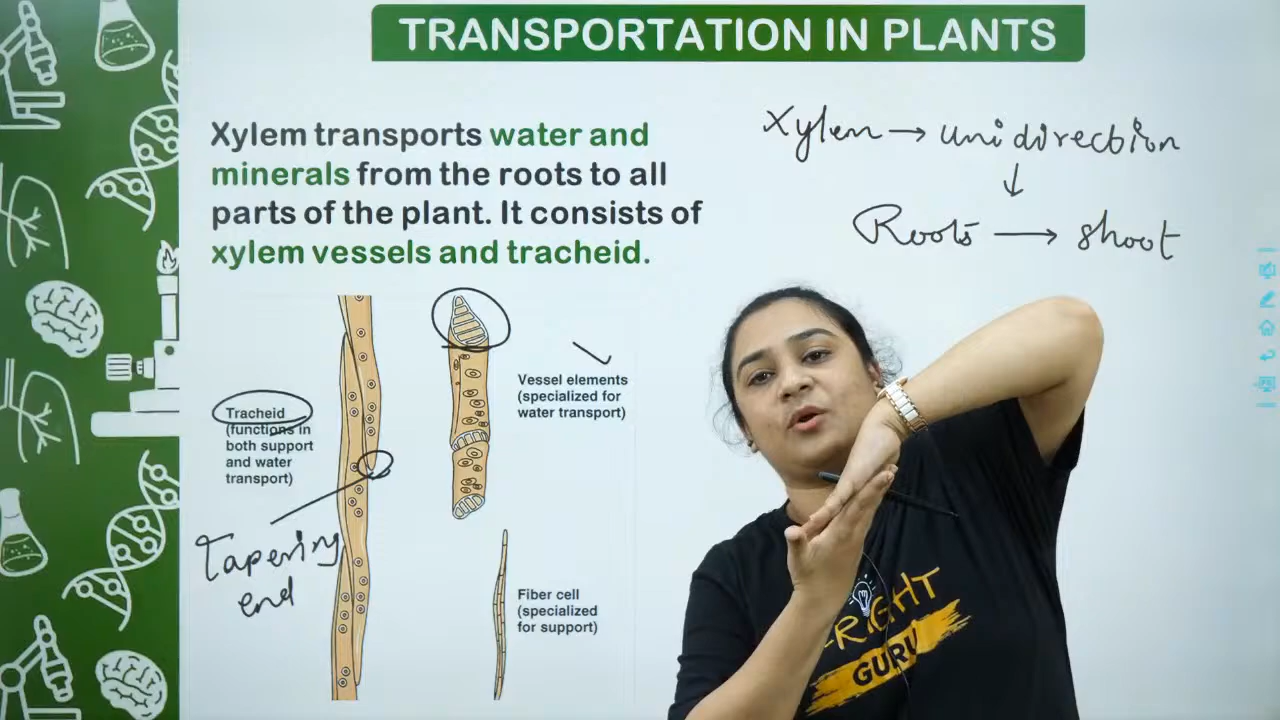 TRANSPORTATION IN PLANTS
Xylem transports water and
minerals from the roots to all
parts of the plant. It consists of
xylem vessels and tracheid.
Xylem → unidirection
↓
Roots → shoot
Tracheid
(functions in
both support
and water
transport)
Vessel elements
(specialized for
water transport)
Tapering
end
Fiber cell
(specialized
for support)
GURU